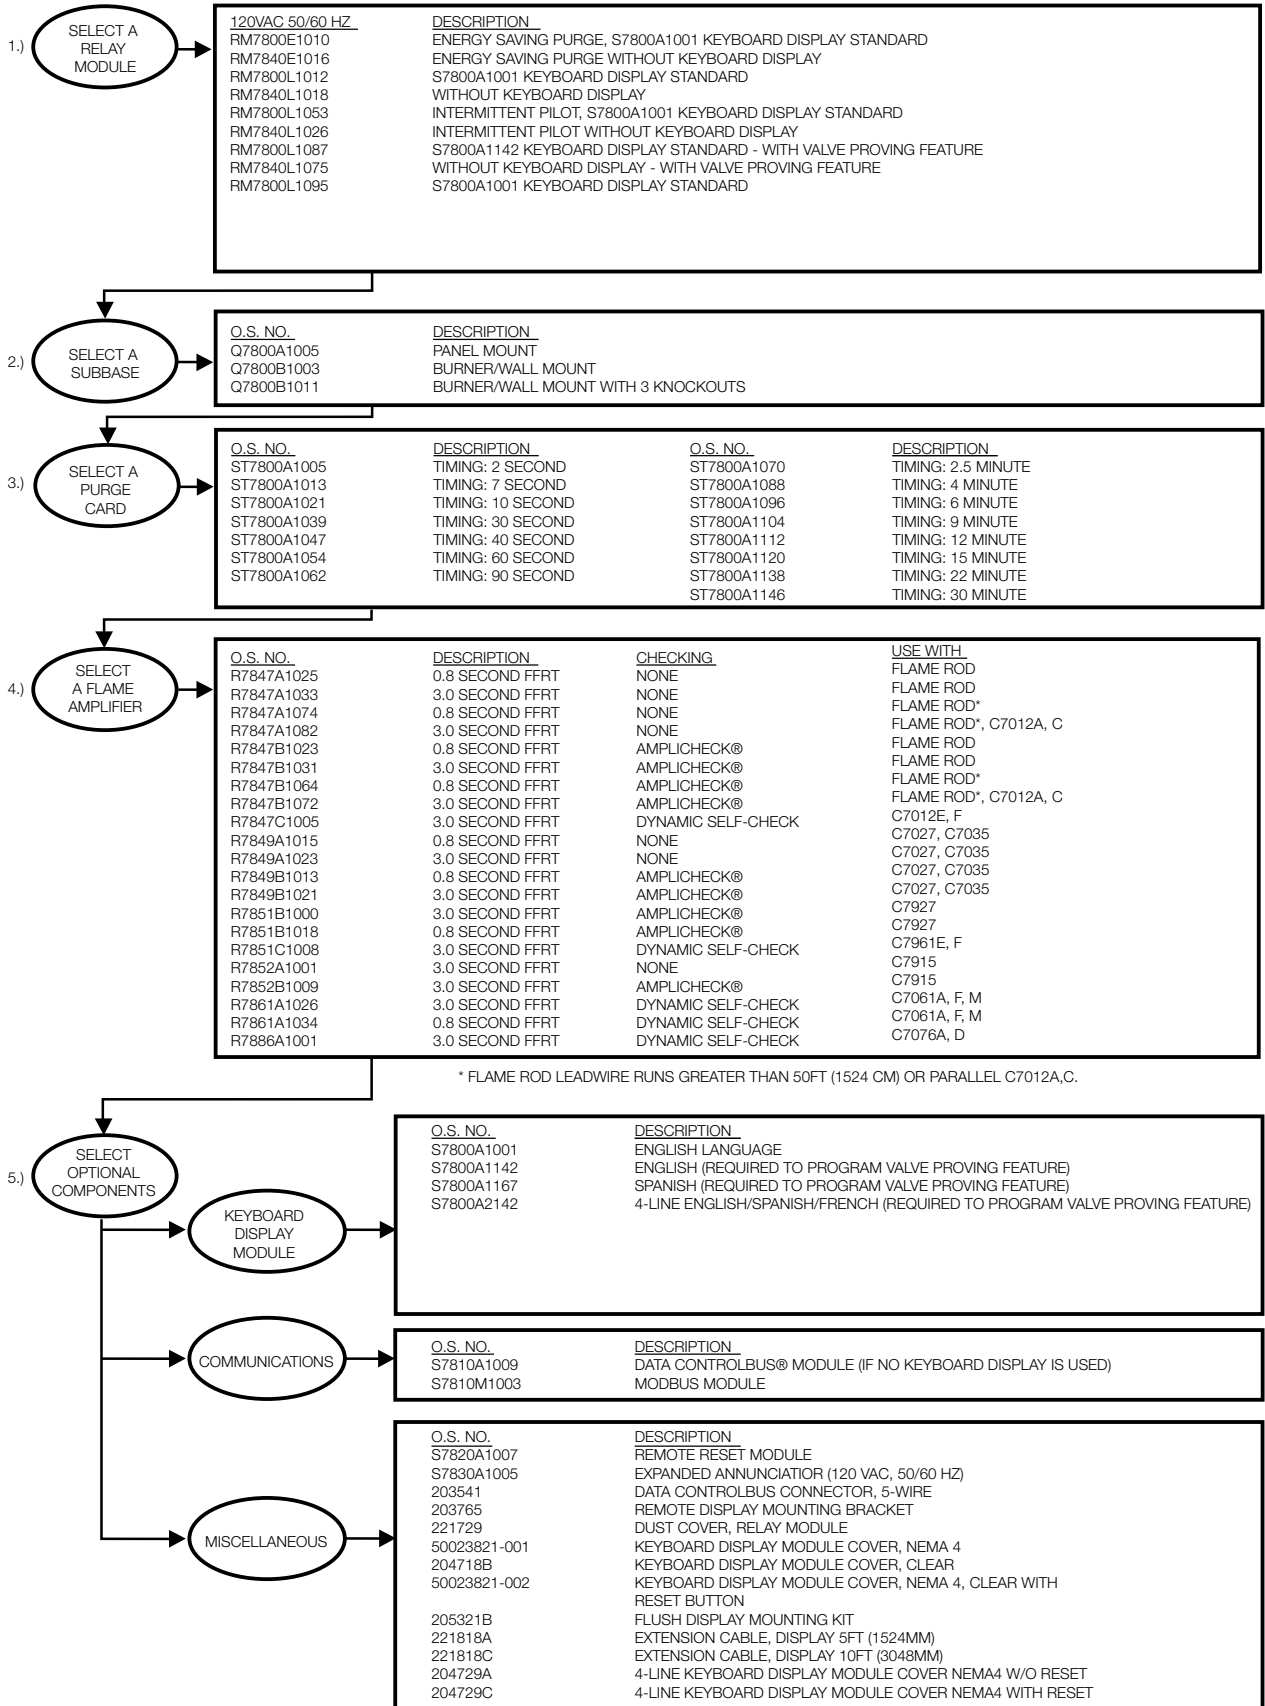 1.)
SELECT A
RELAY
MODULE
120VAC 50/60 HZ DESCRIPTION
RM7800E1010 ENERGY SAVING PURGE, S7800A1001 KEYBOARD DISPLAY STANDARD
RM7840E1016 ENERGY SAVING PURGE WITHOUT KEYBOARD DISPLAY
RM7800L1012 S7800A1001 KEYBOARD DISPLAY STANDARD
RM7840L1018 WITHOUT KEYBOARD DISPLAY
RM7800L1053 INTERMITTENT PILOT, S7800A1001 KEYBOARD DISPLAY STANDARD
RM7840L1026 INTERMITTENT PILOT WITHOUT KEYBOARD DISPLAY
RM7800L1087 S7800A1142 KEYBOARD DISPLAY STANDARD - WITH VALVE PROVING FEATURE
RM7840L1075 WITHOUT KEYBOARD DISPLAY - WITH VALVE PROVING FEATURE
RM7800L1095 S7800A1001 KEYBOARD DISPLAY STANDARD
2.)
SELECT A
SUBBASE
O.S. NO. DESCRIPTION
Q7800A1005 PANEL MOUNT
Q7800B1003 BURNER/WALL MOUNT
Q7800B1011 BURNER/WALL MOUNT WITH 3 KNOCKOUTS
3.)
SELECT A
PURGE
CARD
O.S. NO. DESCRIPTION O.S. NO. DESCRIPTION
ST7800A1005 TIMING: 2 SECOND ST7800A1070 TIMING: 2.5 MINUTE
ST7800A1013 TIMING: 7 SECOND ST7800A1088 TIMING: 4 MINUTE
ST7800A1021 TIMING: 10 SECOND ST7800A1096 TIMING: 6 MINUTE
ST7800A1039 TIMING: 30 SECOND ST7800A1104 TIMING: 9 MINUTE
ST7800A1047 TIMING: 40 SECOND ST7800A1112 TIMING: 12 MINUTE
ST7800A1054 TIMING: 60 SECOND ST7800A1120 TIMING: 15 MINUTE
ST7800A1062 TIMING: 90 SECOND ST7800A1138 TIMING: 22 MINUTE
ST7800A1146 TIMING: 30 MINUTE
4.)
SELECT
A FLAME
AMPLIFIER
O.S. NO. DESCRIPTION CHECKING USE WITH
R7847A1025 0.8 SECOND FFRT NONE FLAME ROD
R7847A1033 3.0 SECOND FFRT NONE FLAME ROD
R7847A1074 0.8 SECOND FFRT NONE FLAME ROD*
R7847A1082 3.0 SECOND FFRT NONE FLAME ROD*, C7012A, C
R7847B1023 0.8 SECOND FFRT AMPLICHECK® FLAME ROD
R7847B1031 3.0 SECOND FFRT AMPLICHECK® FLAME ROD
R7847B1064 0.8 SECOND FFRT AMPLICHECK® FLAME ROD*
R7847B1072 3.0 SECOND FFRT AMPLICHECK® FLAME ROD*, C7012A, C
R7847C1005 3.0 SECOND FFRT DYNAMIC SELF-CHECK C7012E, F
R7849A1015 0.8 SECOND FFRT NONE C7027, C7035
R7849A1023 3.0 SECOND FFRT NONE C7027, C7035
R7849B1013 0.8 SECOND FFRT AMPLICHECK® C7027, C7035
R7849B1021 3.0 SECOND FFRT AMPLICHECK® C7027, C7035
R7851B1000 3.0 SECOND FFRT AMPLICHECK® C7927
R7851B1018 0.8 SECOND FFRT AMPLICHECK® C7927
R7851C1008 3.0 SECOND FFRT DYNAMIC SELF-CHECK C7961E, F
R7852A1001 3.0 SECOND FFRT NONE C7915
R7852B1009 3.0 SECOND FFRT AMPLICHECK® C7915
R7861A1026 3.0 SECOND FFRT DYNAMIC SELF-CHECK C7061A, F, M
R7861A1034 0.8 SECOND FFRT DYNAMIC SELF-CHECK C7061A, F, M
R7886A1001 3.0 SECOND FFRT DYNAMIC SELF-CHECK C7076A, D
* FLAME ROD LEADWIRE RUNS GREATER THAN 50FT (1524 CM) OR PARALLEL C7012A,C.
5.)
SELECT
OPTIONAL
COMPONENTS
KEYBOARD
DISPLAY
MODULE
O.S. NO. DESCRIPTION
S7800A1001 ENGLISH LANGUAGE
S7800A1142 ENGLISH (REQUIRED TO PROGRAM VALVE PROVING FEATURE)
S7800A1167 SPANISH (REQUIRED TO PROGRAM VALVE PROVING FEATURE)
S7800A2142 4-LINE ENGLISH/SPANISH/FRENCH (REQUIRED TO PROGRAM VALVE PROVING FEATURE)
COMMUNICATIONS
O.S. NO. DESCRIPTION
S7810A1009 DATA CONTROLBUS® MODULE (IF NO KEYBOARD DISPLAY IS USED)
S7810M1003 MODBUS MODULE
MISCELLANEOUS
O.S. NO. DESCRIPTION
S7820A1007 REMOTE RESET MODULE
S7830A1005 EXPANDED ANNUNCIATIOR (120 VAC, 50/60 HZ)
203541 DATA CONTROLBUS CONNECTOR, 5-WIRE
203765 REMOTE DISPLAY MOUNTING BRACKET
221729 DUST COVER, RELAY MODULE
50023821-001 KEYBOARD DISPLAY MODULE COVER, NEMA 4
204718B KEYBOARD DISPLAY MODULE COVER, CLEAR
50023821-002 KEYBOARD DISPLAY MODULE COVER, NEMA 4, CLEAR WITH
RESET BUTTON
205321B FLUSH DISPLAY MOUNTING KIT
221818A EXTENSION CABLE, DISPLAY 5FT (1524MM)
221818C EXTENSION CABLE, DISPLAY 10FT (3048MM)
204729A 4-LINE KEYBOARD DISPLAY MODULE COVER NEMA4 W/O RESET
204729C 4-LINE KEYBOARD DISPLAY MODULE COVER NEMA4 WITH RESET